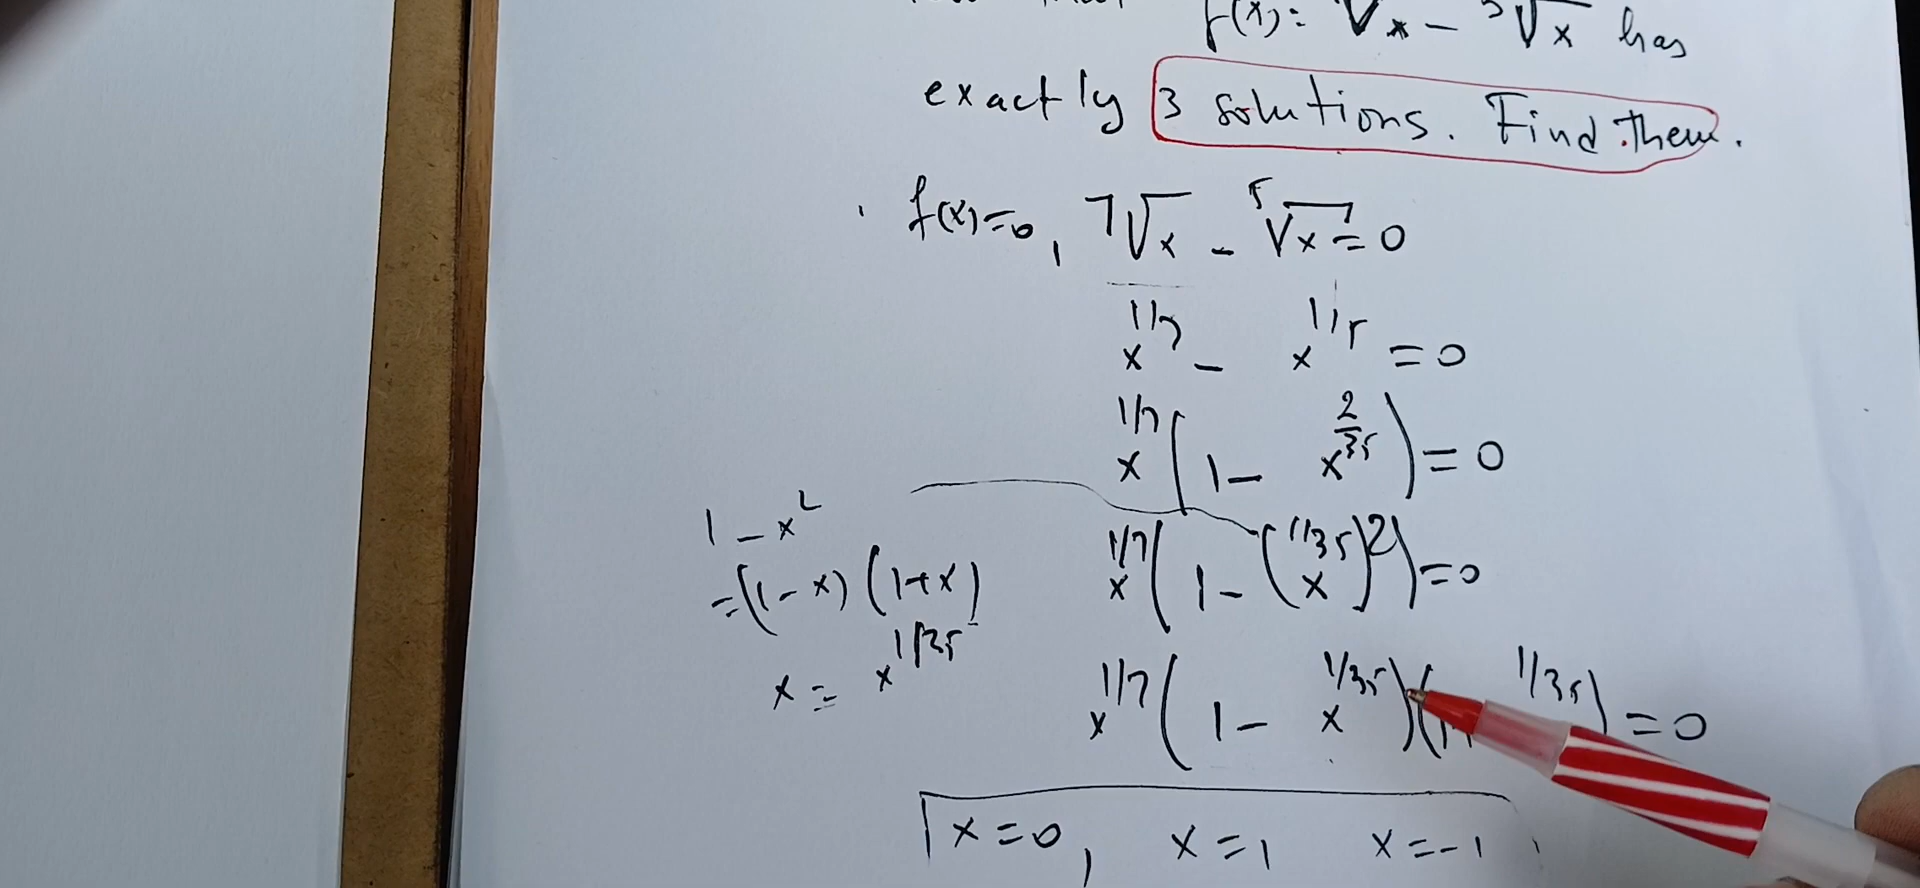 f(x): √x - ⁵√x has
exactly 3 solutions. Find them.
f(x)=0, ⁷√x - ⁵√x = 0
x^1/7 - x^1/5 = 0
x^1/7 (1 - x^2/35) = 0
x^1/7 (1 - (x^1/35)^2) = 0
1 - x^2
= (1-x) (1+x)
x = x^1/35
x^1/7 (1 - x^1/35) (1+ ^1/35) = 0
x=0, x=1 x=-1